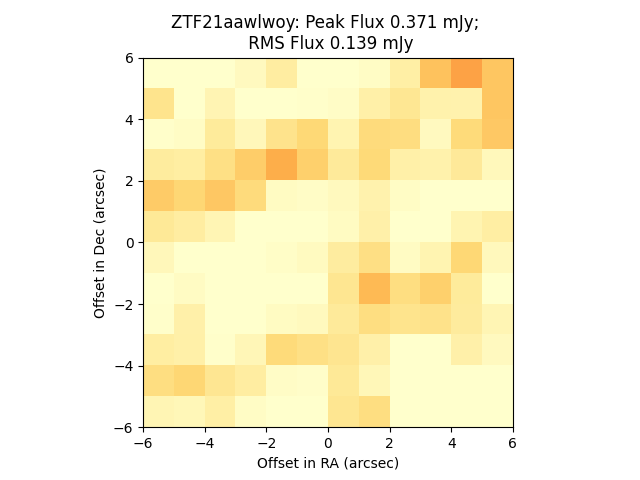 ZTF21aawlwoy: Peak Flux 0.371 mJy;
RMS Flux 0.139 mJy
6
4
2
0
−2
−4
−6
Offset in Dec (arcsec)
−6 −4 −2 0 2 4 6
Offset in RA (arcsec)